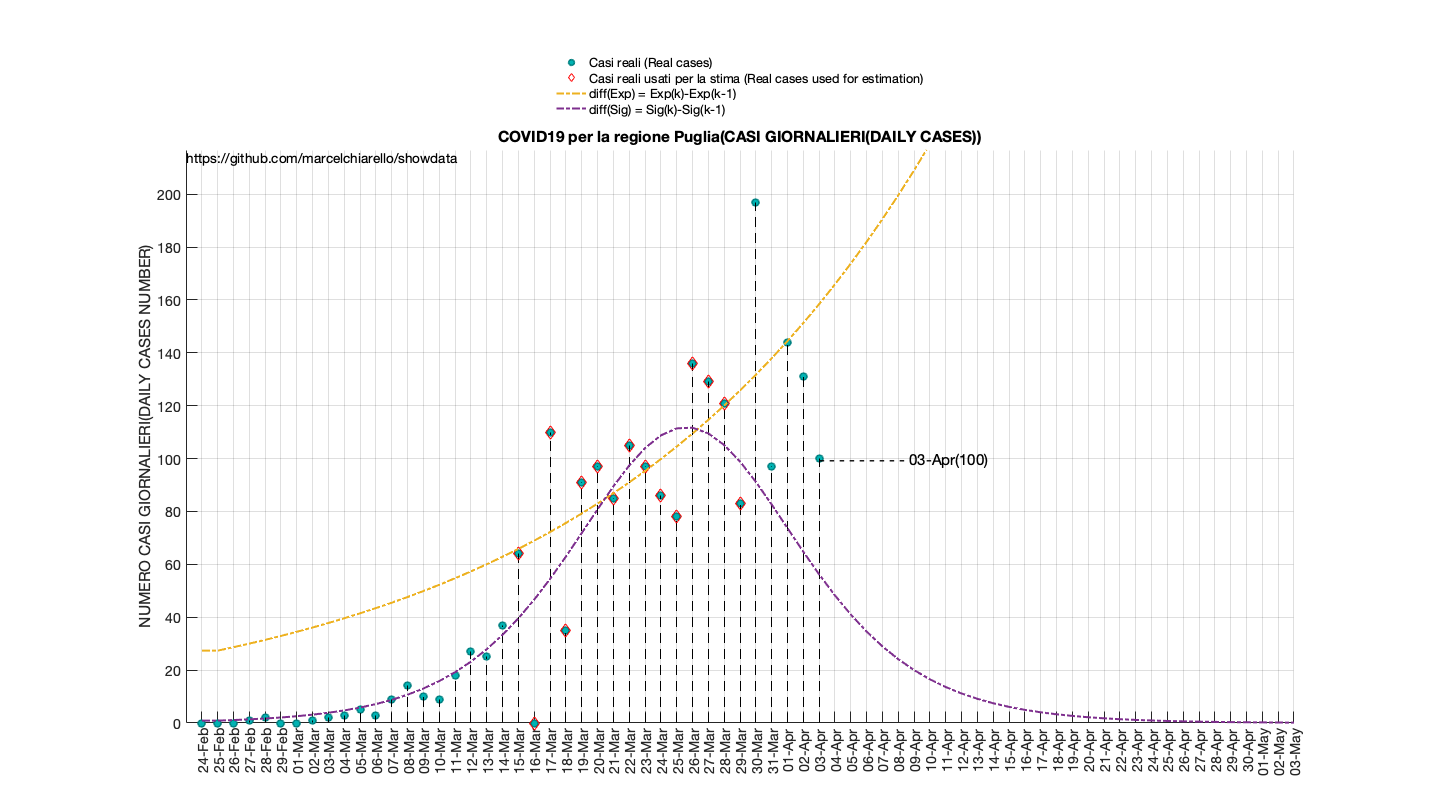 Casi reali (Real cases)
Casi reali usati per la stima (Real cases used for estimation)
diff(Exp) = Exp(k)-Exp(k-1)
diff(Sig) = Sig(k)-Sig(k-1)
COVID19 per la regione Puglia(CASI GIORNALIERI(DAILY CASES))
https://github.com/marcelchiarello/showdata
NUMERO CASI GIORNALIERI(DAILY CASES NUMBER)
200
180
160
140
120
100
80
60
40
20
0
03-Apr(100)
24-Feb
25-Feb
26-Feb
27-Feb
28-Feb
29-Feb
01-Mar
02-Mar
03-Mar
04-Mar
05-Mar
06-Mar
07-Mar
08-Mar
09-Mar
10-Mar
11-Mar
12-Mar
13-Mar
14-Mar
15-Mar
16-Mar
17-Mar
18-Mar
19-Mar
20-Mar
21-Mar
22-Mar
23-Mar
24-Mar
25-Mar
26-Mar
27-Mar
28-Mar
29-Mar
30-Mar
31-Mar
01-Apr
02-Apr
03-Apr
04-Apr
05-Apr
06-Apr
07-Apr
08-Apr
09-Apr
10-Apr
11-Apr
12-Apr
13-Apr
14-Apr
15-Apr
16-Apr
17-Apr
18-Apr
19-Apr
20-Apr
21-Apr
22-Apr
23-Apr
24-Apr
25-Apr
26-Apr
27-Apr
28-Apr
29-Apr
30-Apr
01-May
02-May
03-May